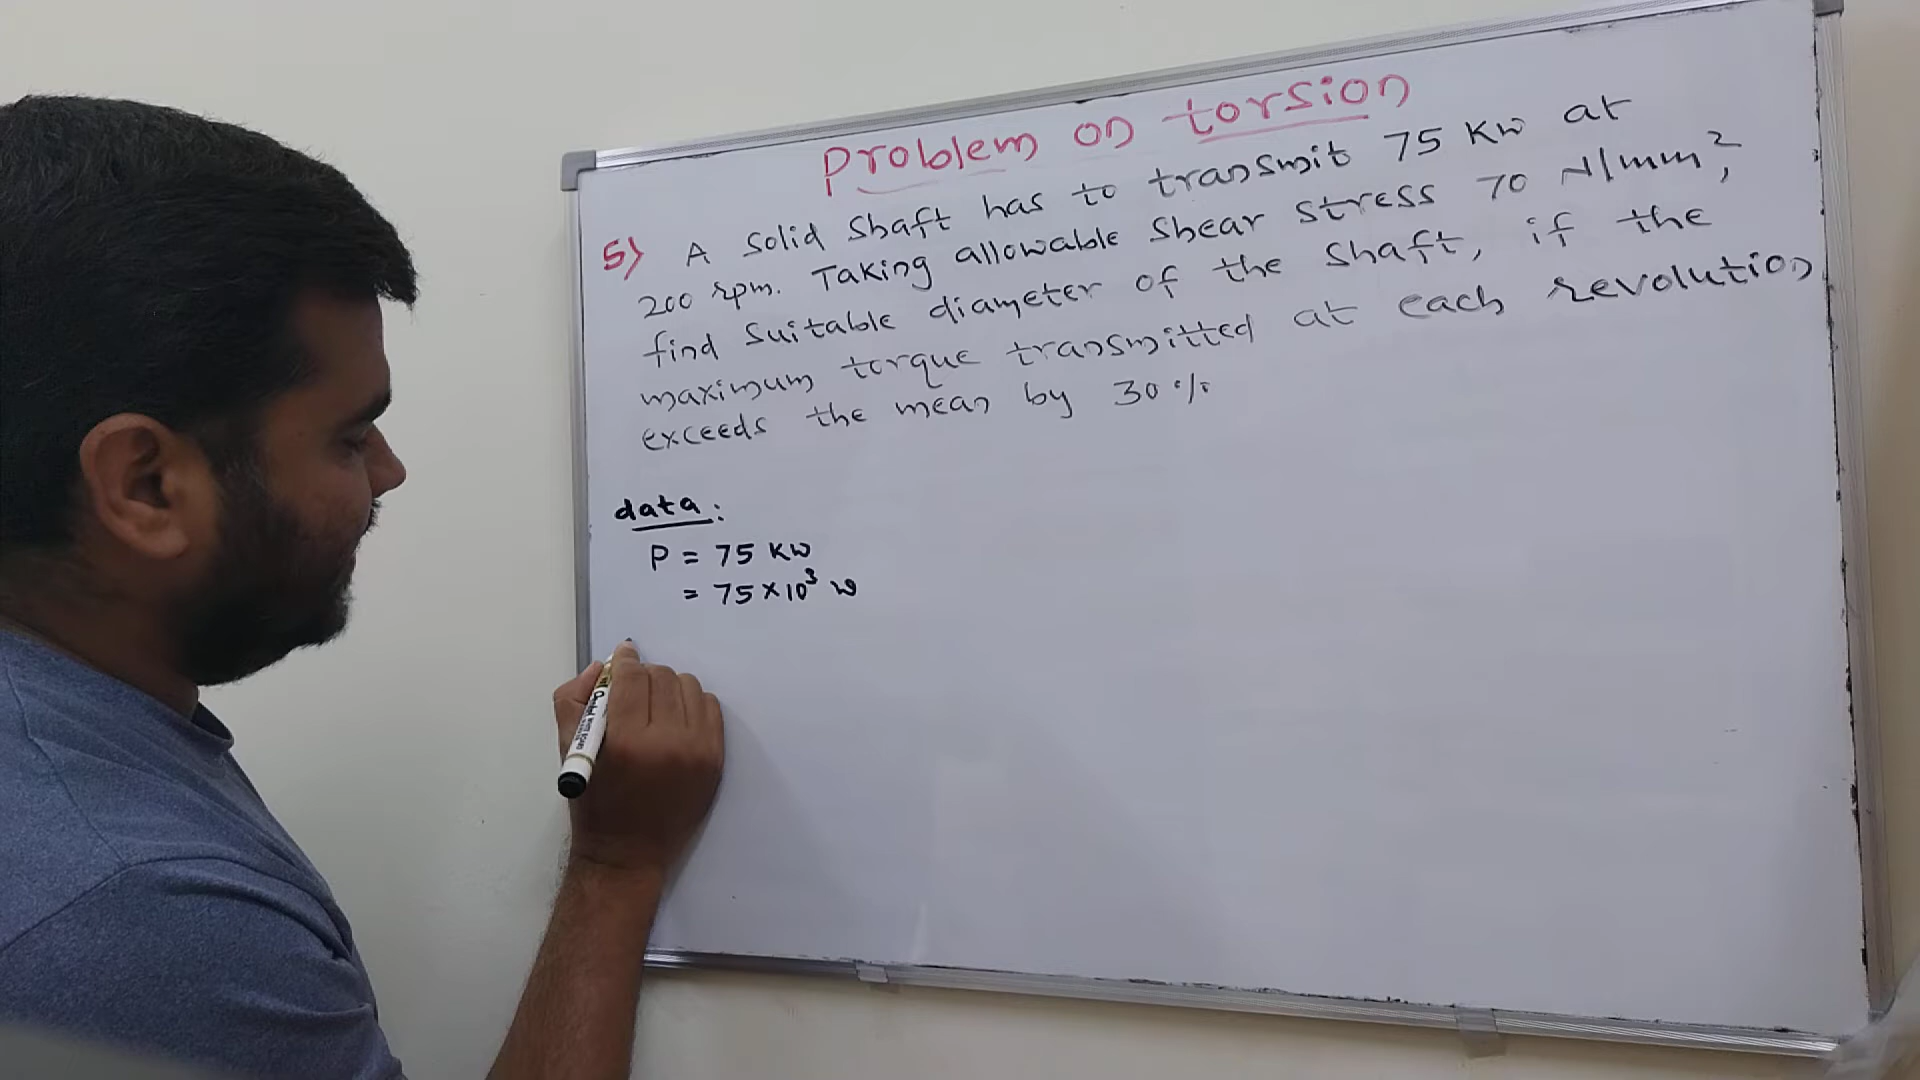 Problem on torsion
5) A solid shaft has to transmit 75 KW at
200 rpm. Taking allowable shear stress 70 N/mm²,
find suitable diameter of the shaft, if the
maximum torque transmitted at each revolution
exceeds the mean by 30%
data:
P = 75 KW
= 75×10³ W